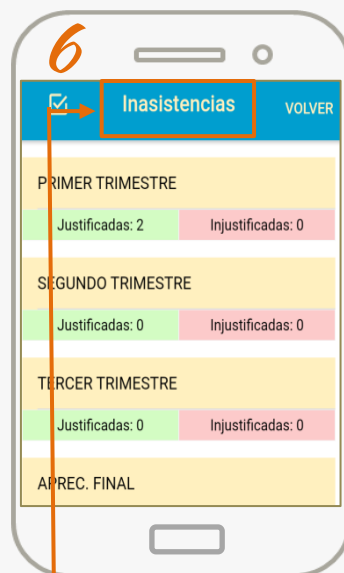 6
Inasistencias VOLVER
PRIMER TRIMESTRE
Justificadas: 2 Injustificadas: 0
SEGUNDO TRIMESTRE
Justificadas: 0 Injustificadas: 0
TERCER TRIMESTRE
Justificadas: 0 Injustificadas: 0
APREC. FINAL